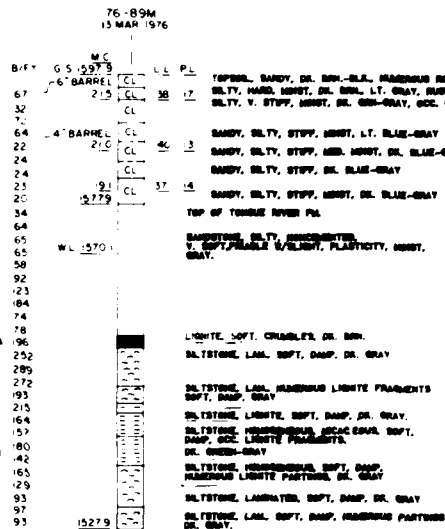 76-89M
13 MAR 1976
M.C.
B/FT G.S. 1597.9 L.L. P.L.
6" BARREL CL TOPSOIL, SANDY, DK. BRN.-BLK., NUMEROUS
67 21.5 CL 38 17 SILTY, HARD, MOIST, DK. BRN., LT. GRAY,
32 CL SILTY, V. STIFF, MOIST, DK. BRN-GRAY, OCC.
72
64 4" BARREL CL SANDY, SILTY, STIFF, MOIST, LT. BLUE-GRAY
22 21.0 CL 40 13 SANDY, SILTY, STIFF, MED. MOIST, DK.
24 CL SANDY, SILTY, STIFF, DK. BLUE-GRAY
24
23 19.1 CL 37 14 SANDY, SILTY, STIFF, MOIST, DK. BLUE-GRAY
20 1577.9
34 TOP OF TONGUE RIVER FM.
64
65 SANDSTONE, SILTY,
65 W.L. 1570.1 V. SOFT, FRIABLE W/SLIGHT, PLASTICITY, MOIST,
58 GRAY.
92
123
184
74
78
196 LIGNITE, SOFT, CRUMBLES, DK. BRN.
252 SILTSTONE, LAM., SOFT, DAMP, DK. GRAY
289
272 SILTSTONE, LAM., NUMEROUS LIGNITE FRAGMENTS
193 SOFT, DAMP, GRAY
215
164 SILTSTONE, LIGNITE, SOFT, DAMP, DK. GRAY.
157 SILTSTONE, HOMOGENEOUS, MICACEOUS, SOFT,
180 DAMP, OCC. LIGNITE FRAGMENTS.
142 DK. GREEN-GRAY
165 SILTSTONE, HOMOGENEOUS, SOFT, DAMP,
129 NUMEROUS LIGNITE PARTINGS, DK. GRAY
93 SILTSTONE, LAMINATED, SOFT, DAMP, DK. GRAY
97 SILTSTONE, LAM., SOFT, DAMP, NUMEROUS PARTINGS
93 1527.9 DK. GRAY.